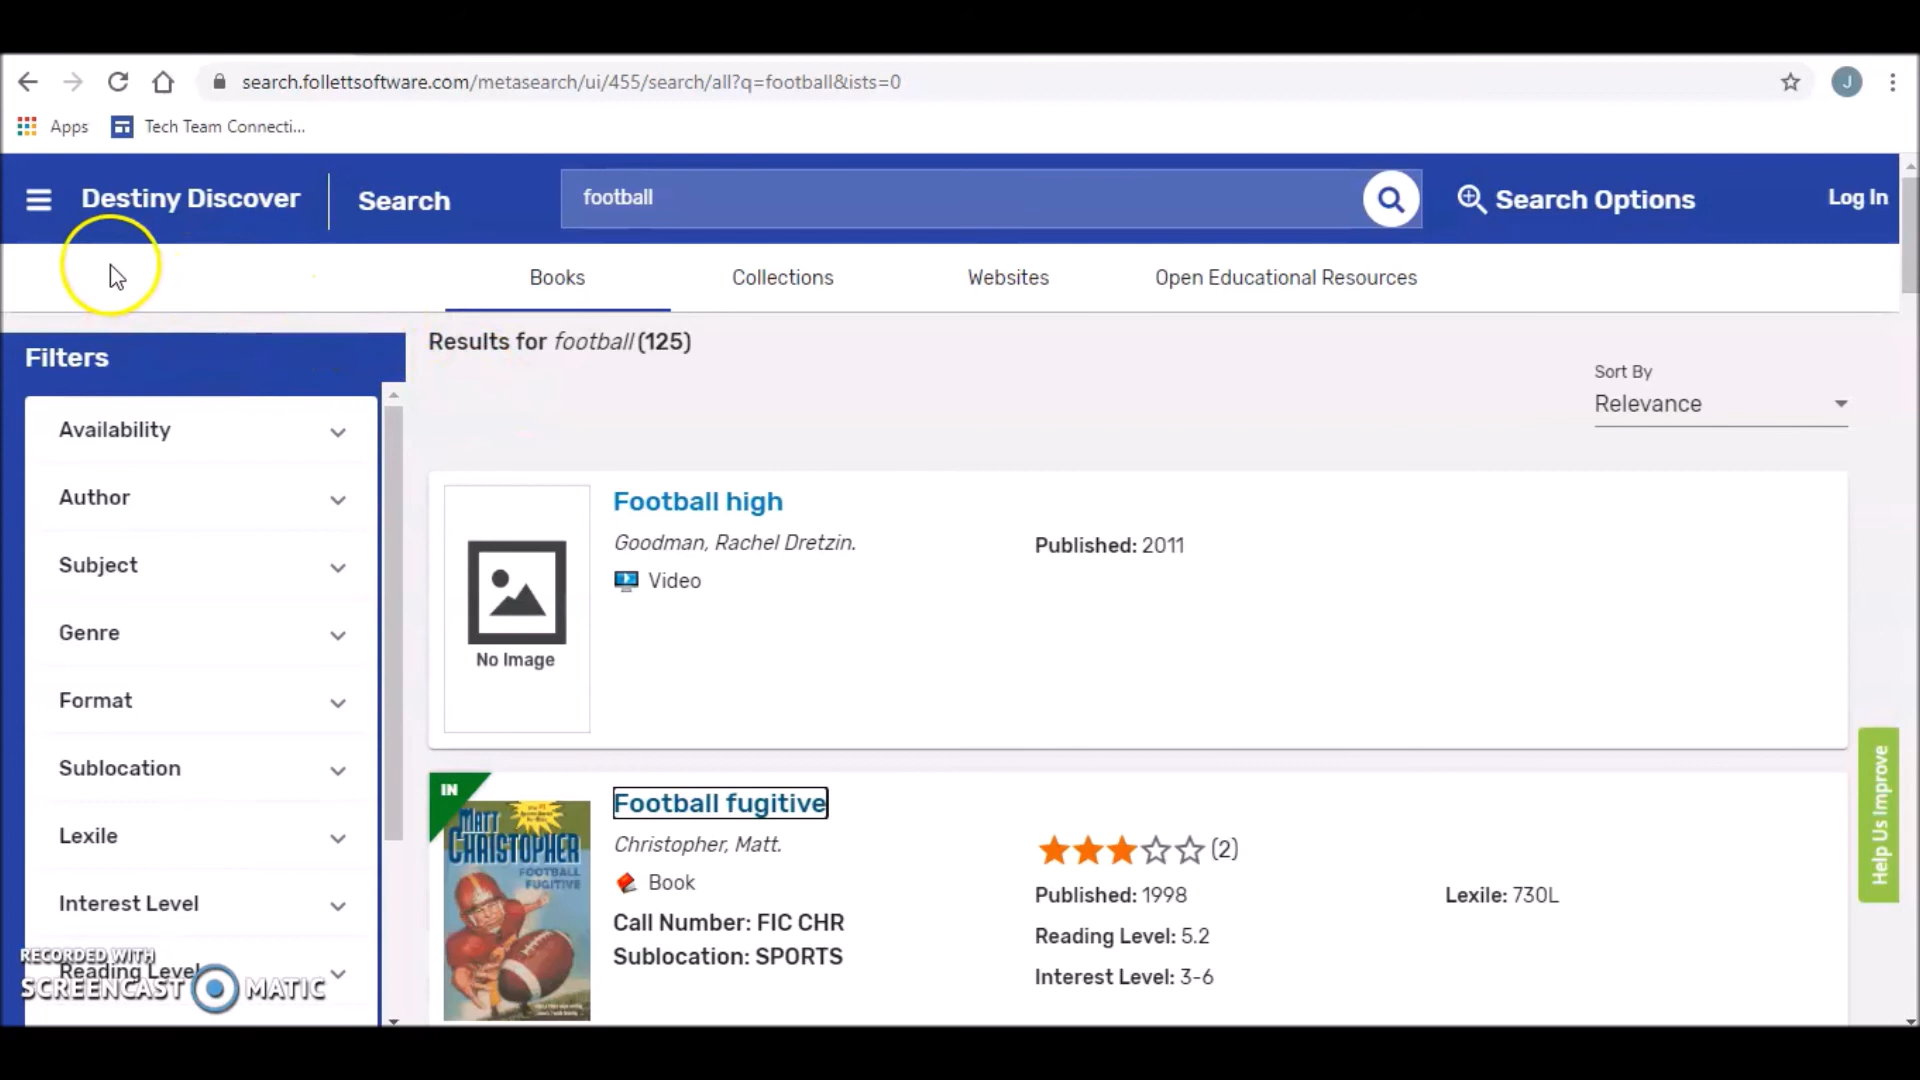 search.follettsoftware.com/metasearch/ui/455/search/all?q=football&ists=0
J
Apps
Tech Team Connecti...
Destiny Discover
Search
football
Search Options
Log In
Books
Collections
Websites
Open Educational Resources
Filters
Results for football (125)
Sort By
Relevance
Availability
Author
Subject
Genre
Format
Sublocation
Lexile
Interest Level
Reading Level
Football high
Goodman, Rachel Dretzin.
Video
Published: 2011
No Image
IN
MATT
CHRISTOPHER
FOOTBALL
FUGITIVE
Football fugitive
Christopher, Matt.
Book
Call Number: FIC CHR
Sublocation: SPORTS
(2)
Published: 1998
Lexile: 730L
Reading Level: 5.2
Interest Level: 3-6
Help Us Improve
RECORDED WITH
SCREENCAST MATIC